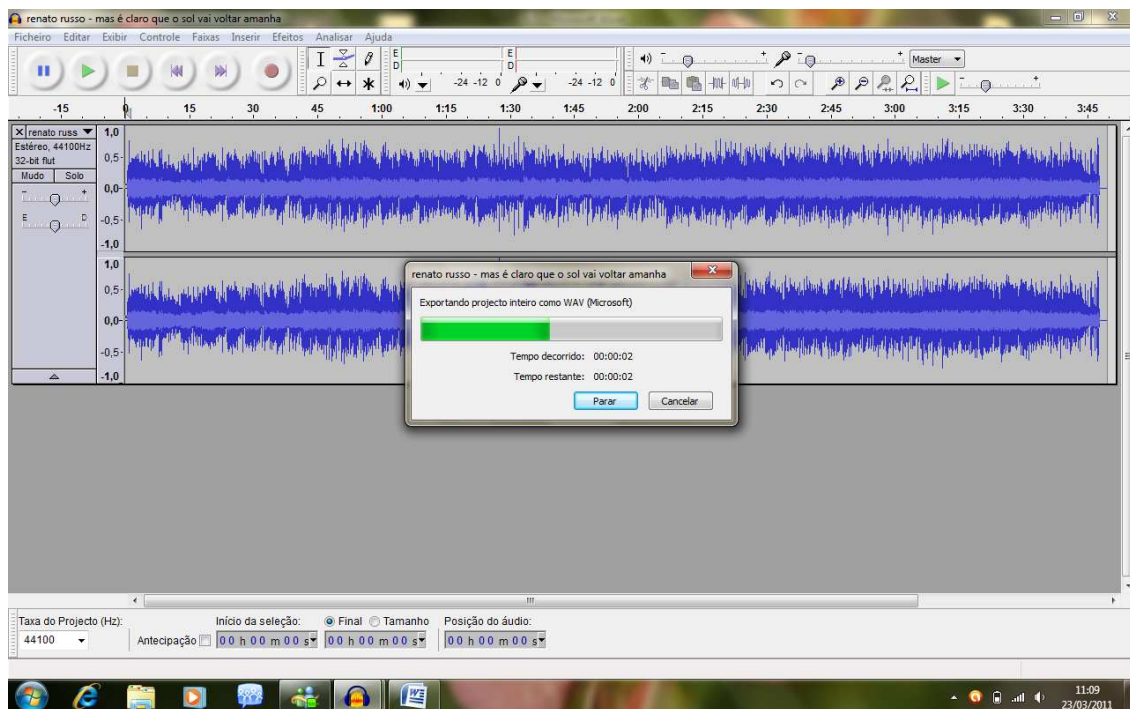 renato russo - mas é claro que o sol vai voltar amanha
Ficheiro Editar Exibir Controle Faixas Inserir Efeitos Analisar Ajuda
E
D
-24 -12 0
E
D
-24 -12 0
Master
-15 15 30 45 1:00 1:15 1:30 1:45 2:00 2:15 2:30 2:45 3:00 3:15 3:30 3:45
X renato russ
Estéreo, 44100Hz
32-bit flut
Mudo Solo
- +
E D
1,0
0,5-
0,0-
-0,5-
-1,0
1,0
0,5-
0,0-
-0,5-
-1,0
renato russo - mas é claro que o sol vai voltar amanha
Exportando projecto inteiro como WAV (Microsoft)
Tempo decorrido: 00:00:02
Tempo restante: 00:00:02
Parar Cancelar
Taxa do Projecto (Hz): Início da seleção: Final Tamanho Posição do áudio:
44100 Antecipação 00 h 00 m 00 s 00 h 00 m 00 s 00 h 00 m 00 s
11:09
23/03/2011